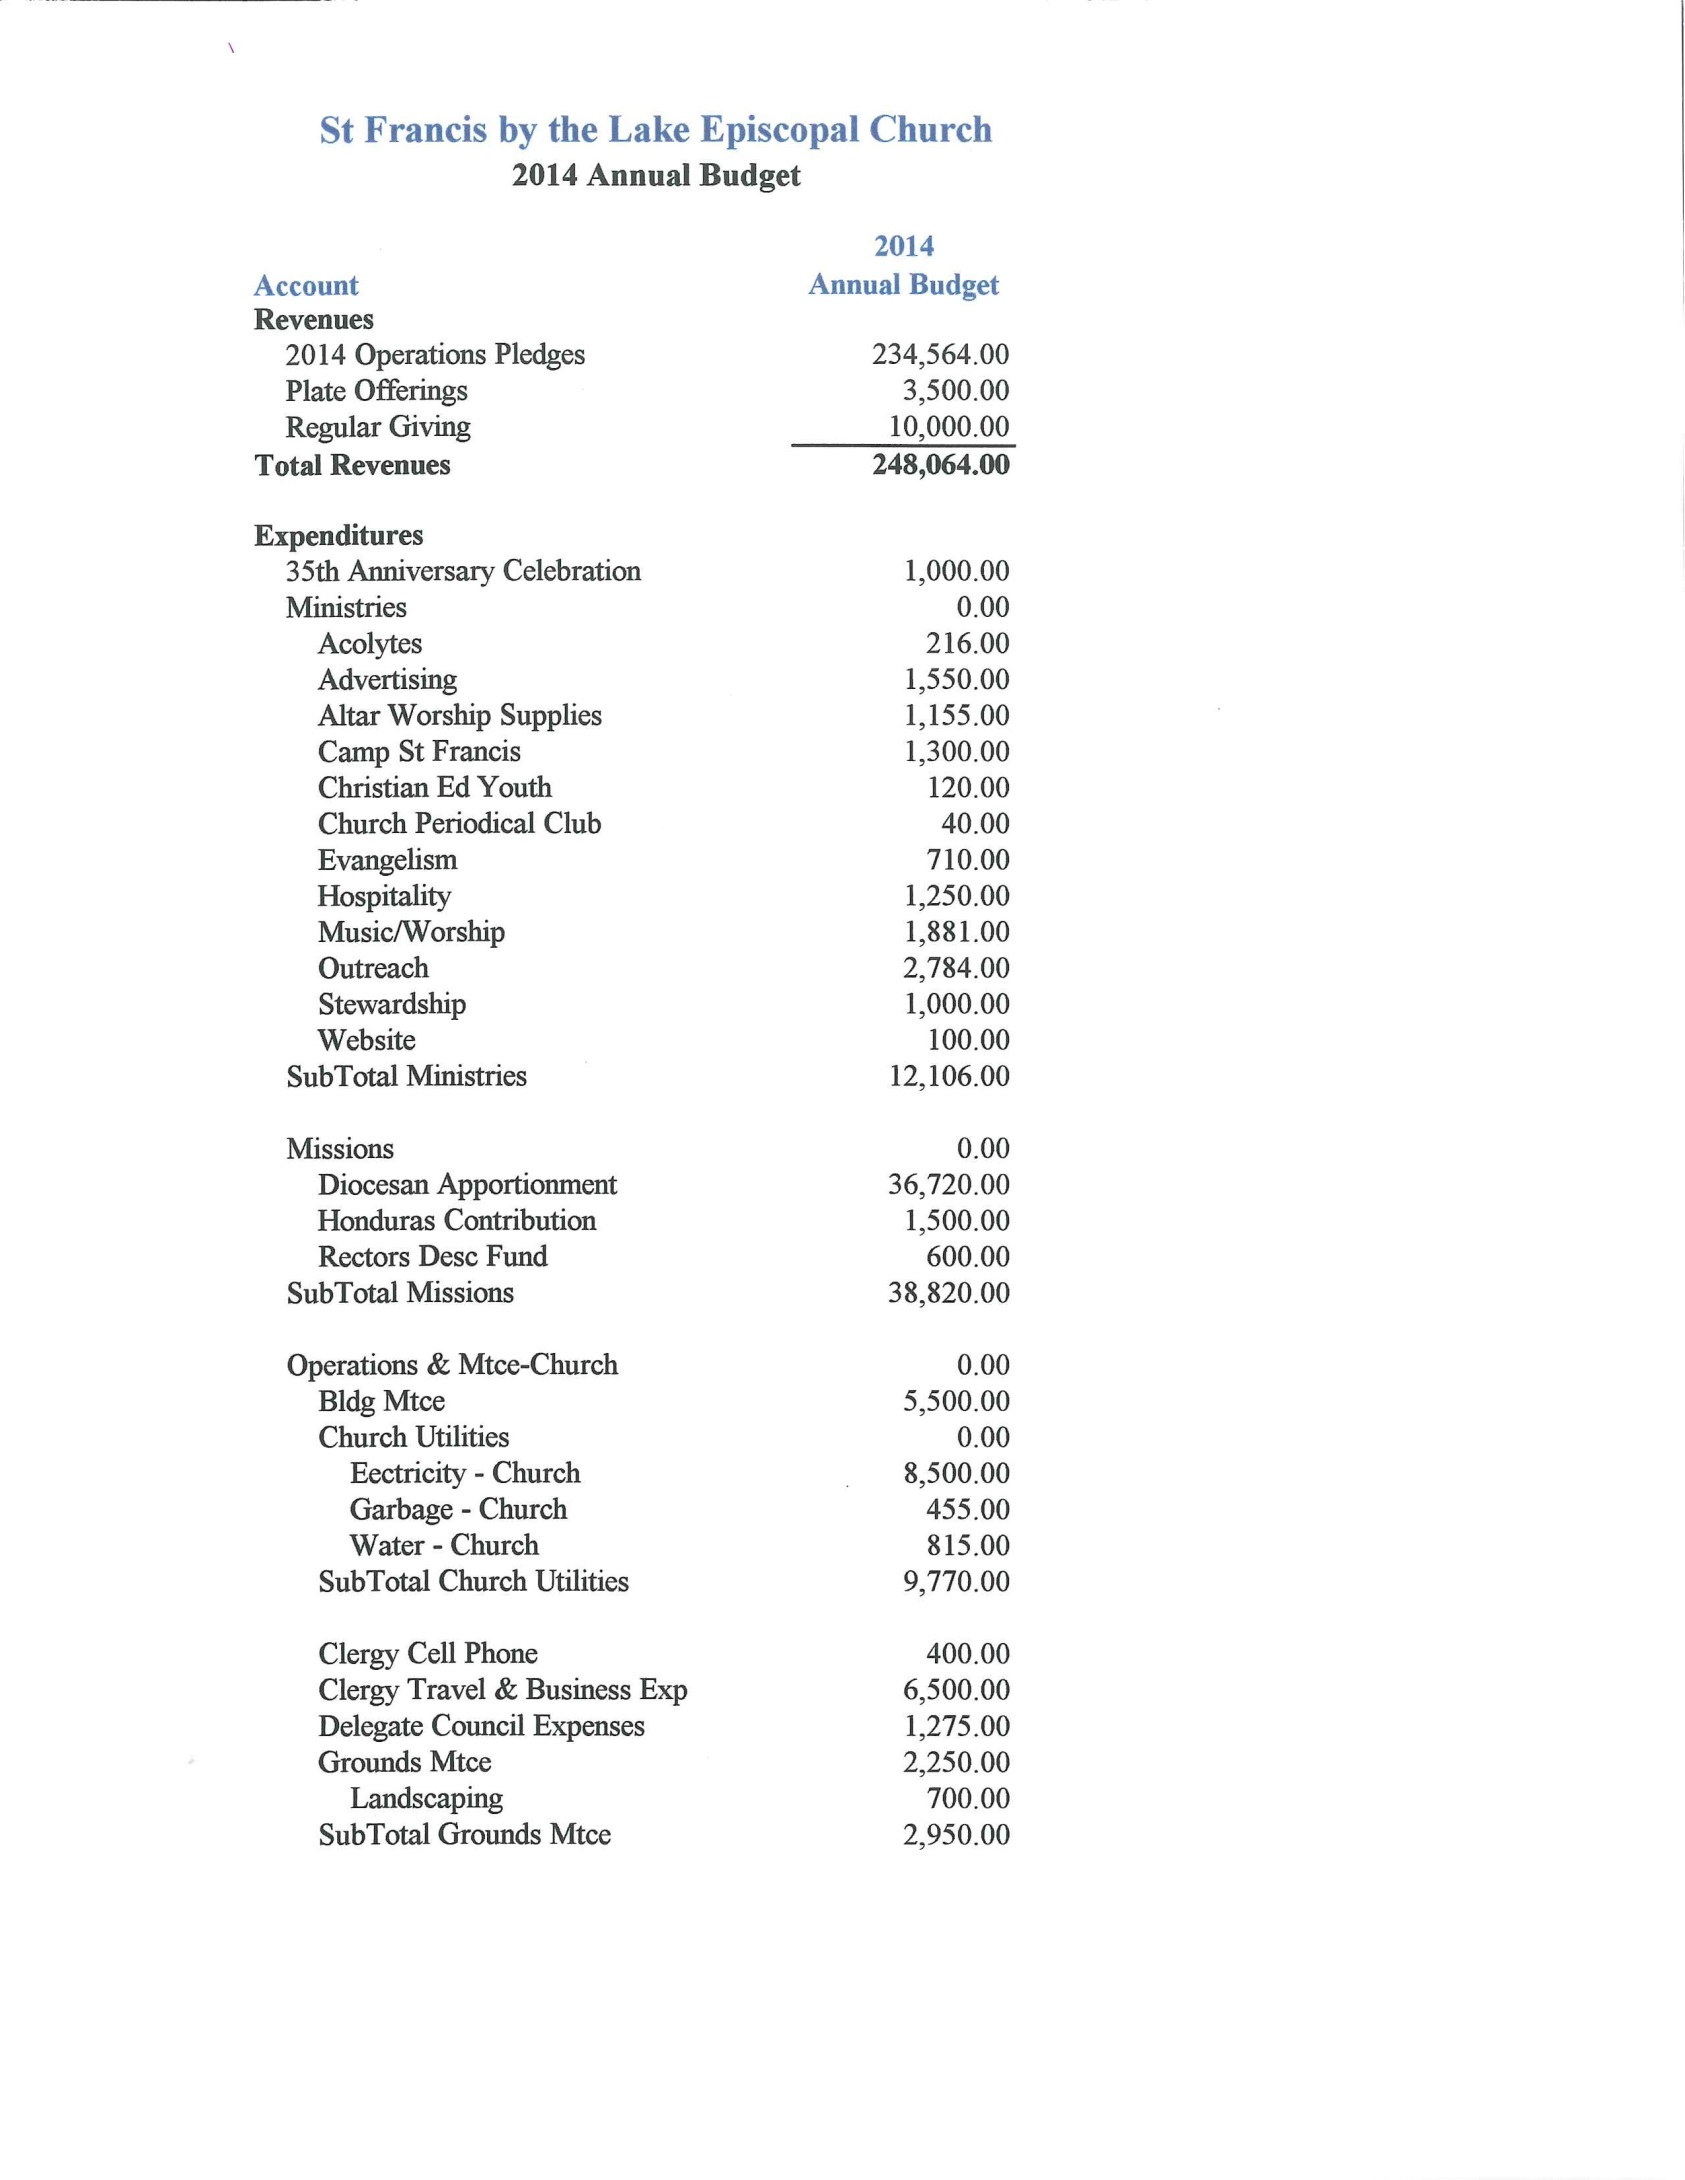 St Francis by the Lake Episcopal Church
2014 Annual Budget
2014
Account Annual Budget
Revenues
2014 Operations Pledges 234,564.00
Plate Offerings 3,500.00
Regular Giving 10,000.00
Total Revenues 248,064.00
Expenditures
35th Anniversary Celebration 1,000.00
Ministries 0.00
Acolytes 216.00
Advertising 1,550.00
Altar Worship Supplies 1,155.00
Camp St Francis 1,300.00
Christian Ed Youth 120.00
Church Periodical Club 40.00
Evangelism 710.00
Hospitality 1,250.00
Music/Worship 1,881.00
Outreach 2,784.00
Stewardship 1,000.00
Website 100.00
SubTotal Ministries 12,106.00
Missions 0.00
Diocesan Apportionment 36,720.00
Honduras Contribution 1,500.00
Rectors Desc Fund 600.00
SubTotal Missions 38,820.00
Operations & Mtce-Church 0.00
Bldg Mtce 5,500.00
Church Utilities 0.00
Eectricity - Church 8,500.00
Garbage - Church 455.00
Water - Church 815.00
SubTotal Church Utilities 9,770.00
Clergy Cell Phone 400.00
Clergy Travel & Business Exp 6,500.00
Delegate Council Expenses 1,275.00
Grounds Mtce 2,250.00
Landscaping 700.00
SubTotal Grounds Mtce 2,950.00